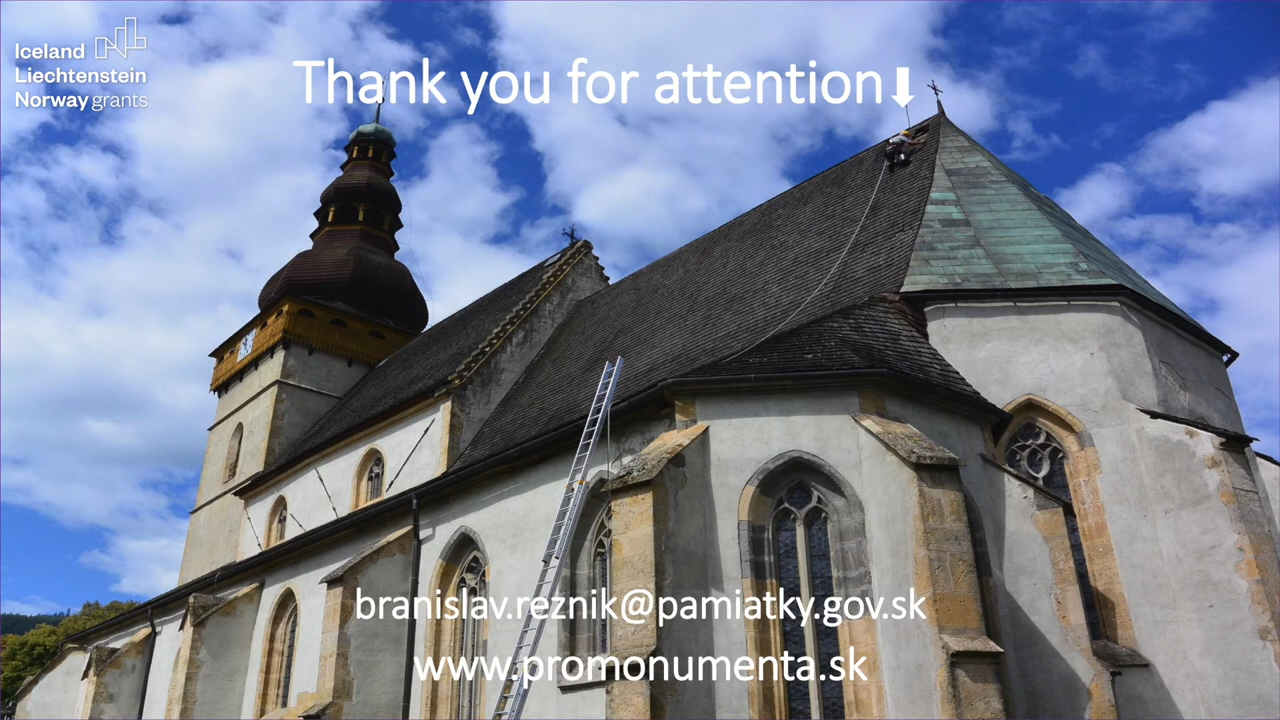 Iceland
Liechtenstein
Norway grants
Thank you for attention
branislav.reznik@pamiatky.gov.sk
www.promonumenta.sk